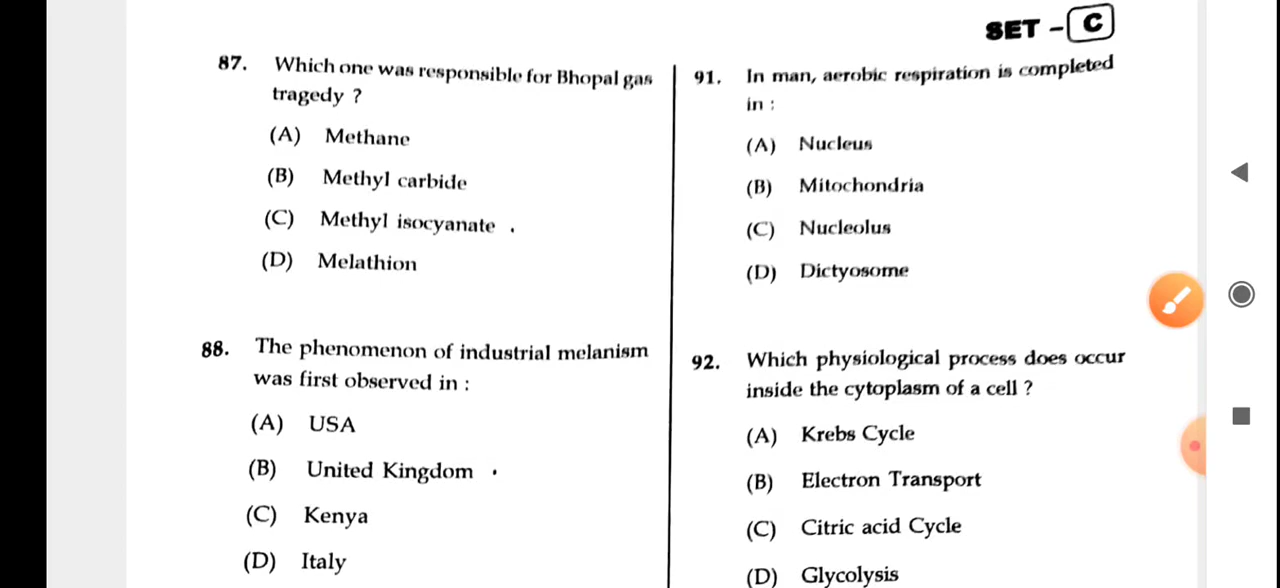 SET - C
87. Which one was responsible for Bhopal gas
tragedy ?
(A) Methane
(B) Methyl carbide
(C) Methyl isocyanate .
(D) Melathion
88. The phenomenon of industrial melanism
was first observed in :
(A) USA
(B) United Kingdom .
(C) Kenya
(D) Italy
91. In man, aerobic respiration is completed
in :
(A) Nucleus
(B) Mitochondria
(C) Nucleolus
(D) Dictyosome
92. Which physiological process does occur
inside the cytoplasm of a cell ?
(A) Krebs Cycle
(B) Electron Transport
(C) Citric acid Cycle
(D) Glycolysis